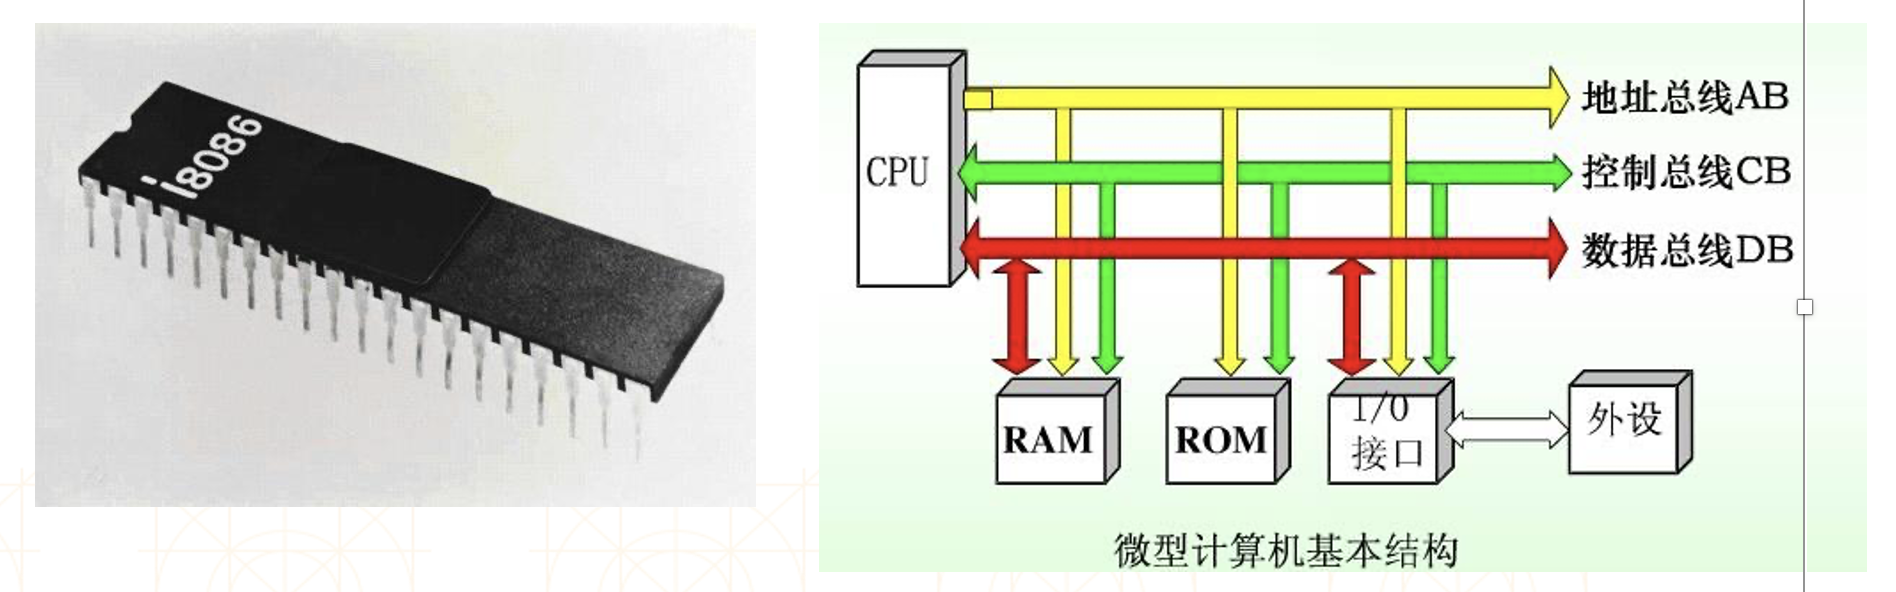 i8086
CPU
地址总线AB
控制总线CB
数据总线DB
RAM
ROM
I/O
接口
外设
微型计算机基本结构